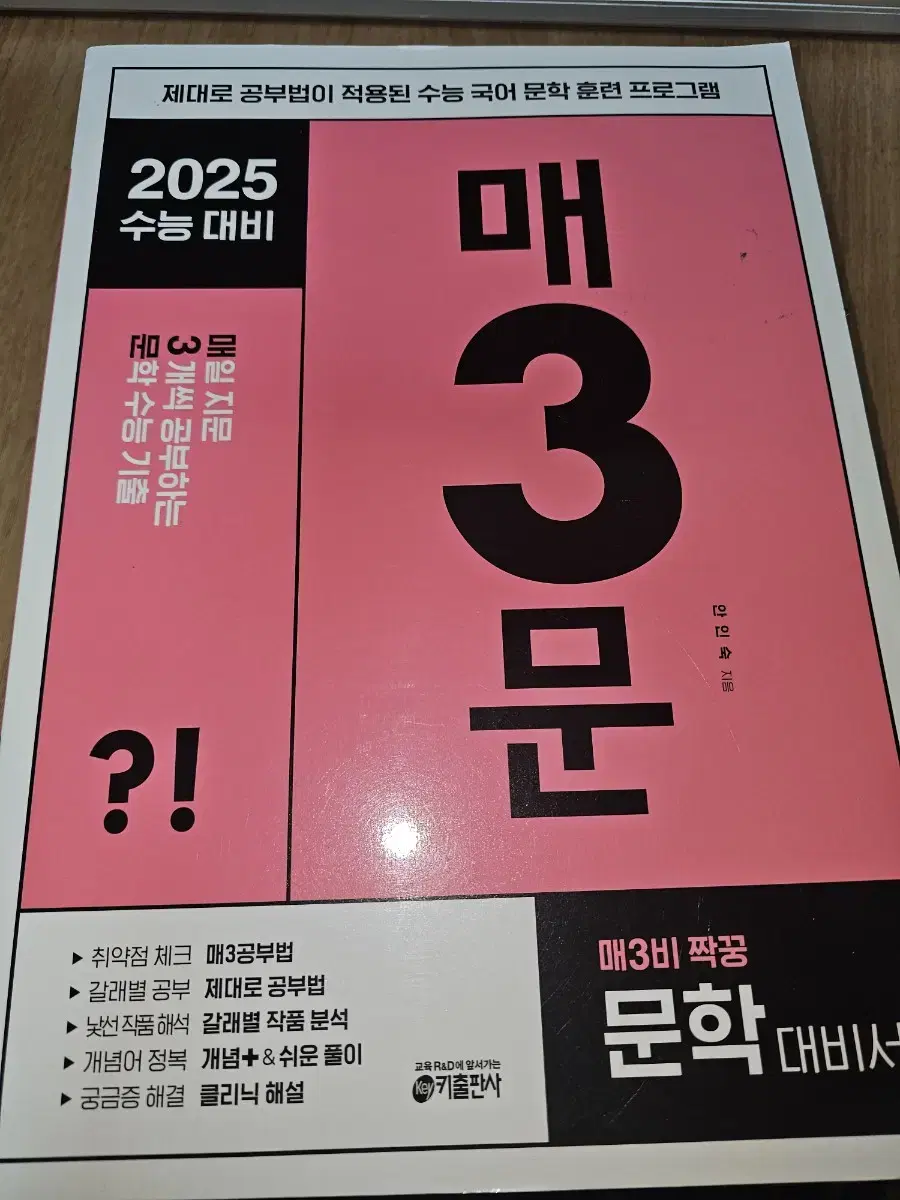 제대로 공부법이 적용된 수능 국어 문학 훈련 프로그램
2025
수능 대비
매일 지문
3개씩 공부하는
문학 수능 기출
?!
매
3
문
안인숙 지음
▶ 취약점 체크 매3공부법
▶ 갈래별 공부 제대로 공부법
▶ 낯선 작품 해석 갈래별 작품 분석
▶ 개념어 정복 개념+&쉬운 풀이
▶ 궁금증 해결 클리닉 해설
교육 R&D에 앞서가는
Key 키출판사
매3비 짝꿍
문학 대비서